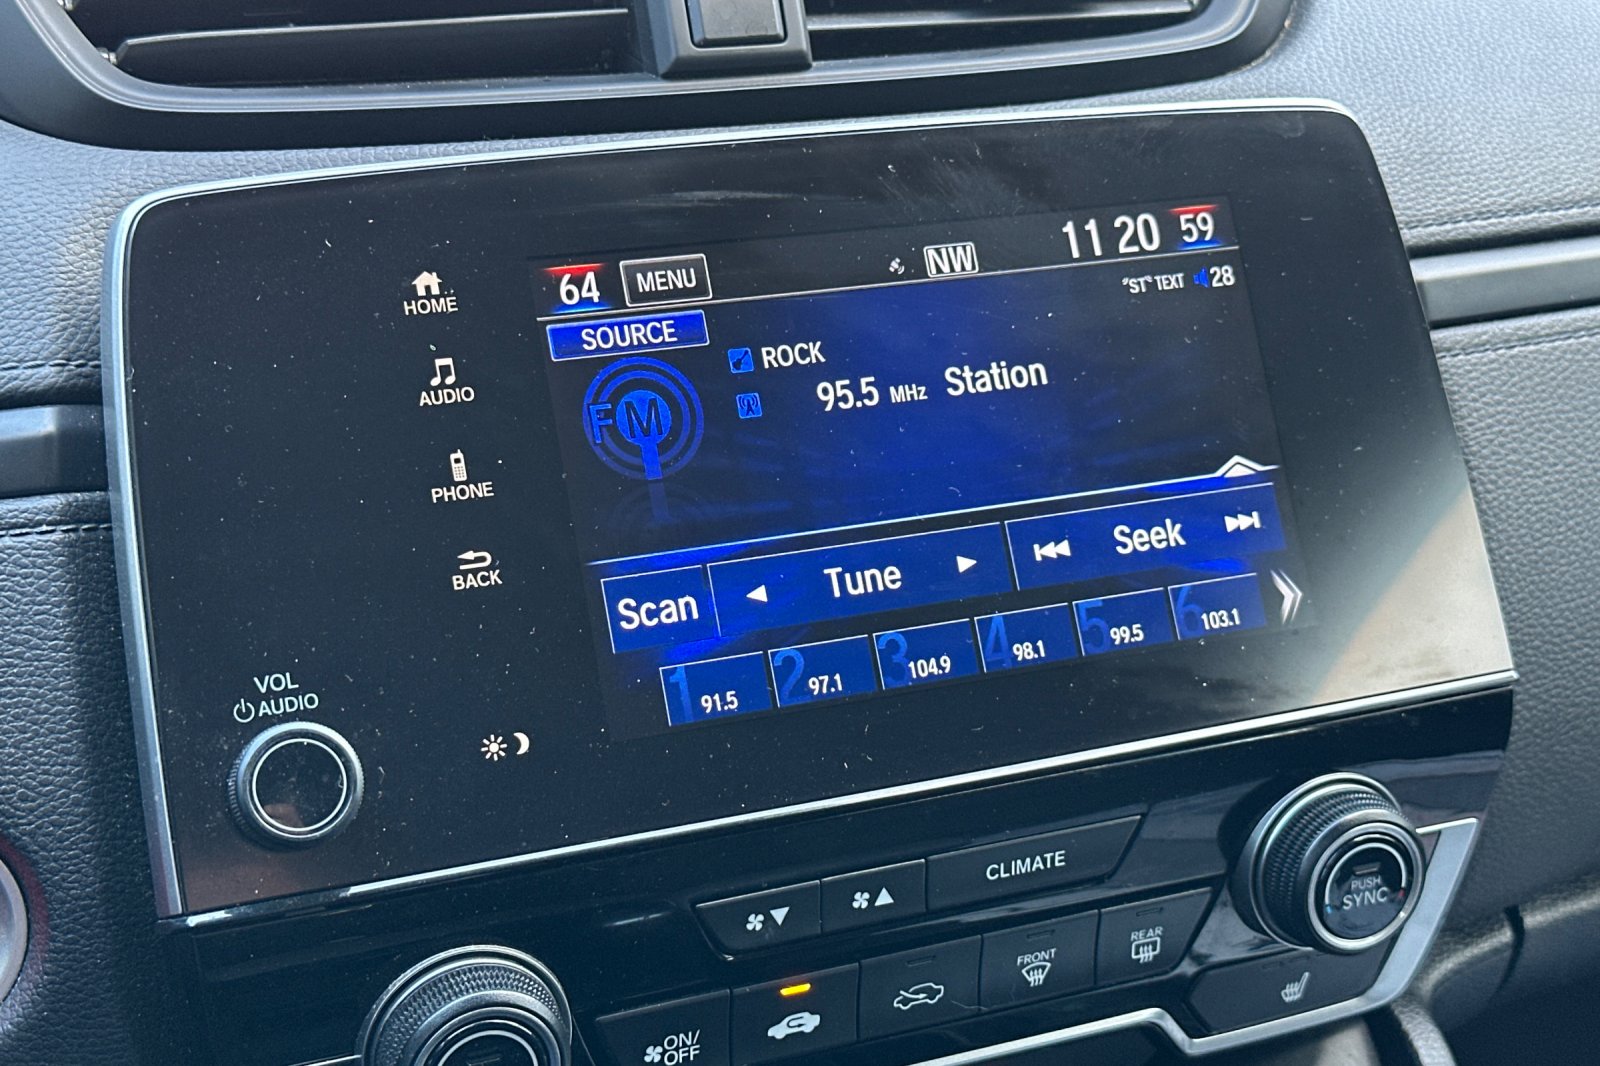 64 MENU NW 11 20 59
"ST" TEXT 28
SOURCE
FM
ROCK
95.5 MHz Station
Scan Tune Seek
1 91.5
2 97.1
3 104.9
4 98.1
5 99.5
6 103.1
HOME
AUDIO
PHONE
BACK
VOL
AUDIO
CLIMATE
PUSH
SYNC
FRONT
REAR
ON/
OFF